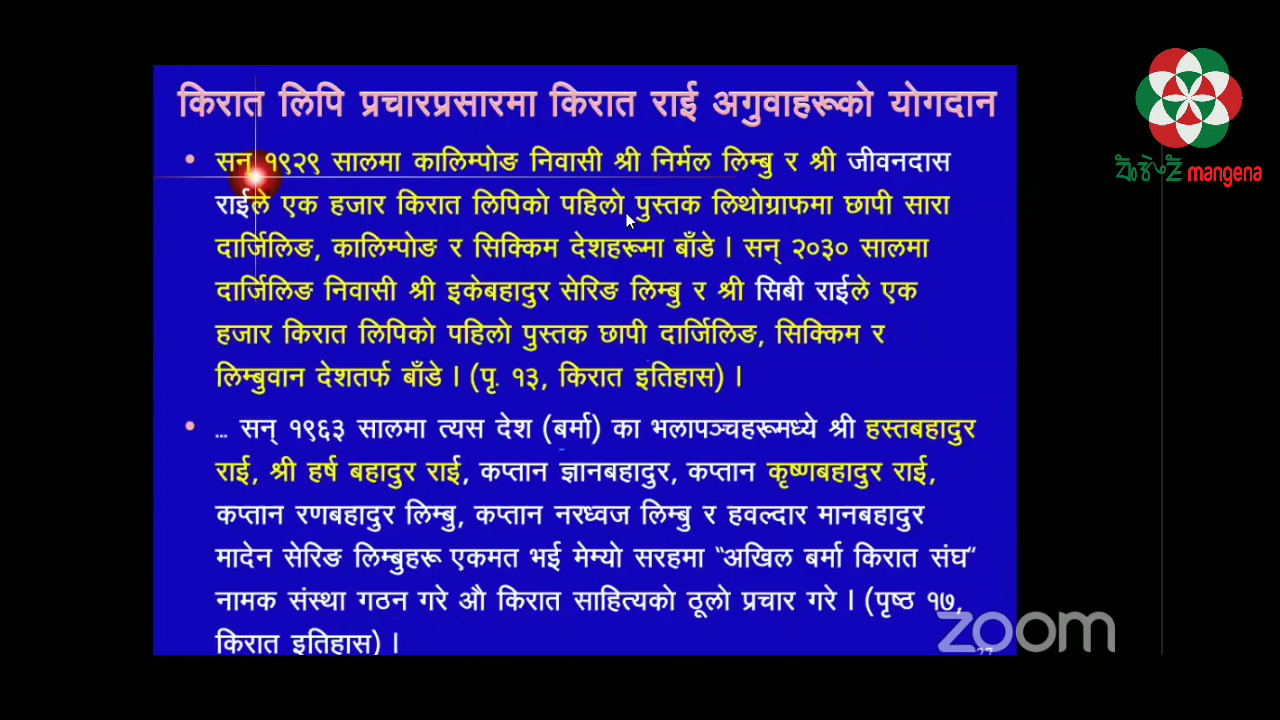 किरात लिपि प्रचारप्रसारमा किरात राई अगुवाहरूको योगदान
• सन् १९२९ सालमा कालिम्पोङ निवासी श्री निर्मल लिम्बु र श्री जीवनदास
राईले एक हजार किरात लिपिको पहिलो पुस्तक लिथोग्राफमा छापी सारा
दार्जिलिङ, कालिम्पोङ र सिक्किम देशहरूमा बाँडे । सन् २०३० सालमा
दार्जिलिङ निवासी श्री इकेबहादुर सेरिङ लिम्बु र श्री सिबी राईले एक
हजार किरात लिपिको पहिलो पुस्तक छापी दार्जिलिङ, सिक्किम र
लिम्बुवान देशतर्फ बाँडे । (पृ. १३, किरात इतिहास) ।
• … सन् १९६३ सालमा त्यस देश (बर्मा) का भलापञ्चहरूमध्ये श्री हस्तबहादुर
राई, श्री हर्ष बहादुर राई, कप्तान ज्ञानबहादुर, कप्तान कृष्णबहादुर राई,
कप्तान रणबहादुर लिम्बु, कप्तान नरध्वज लिम्बु र हवल्दार मानबहादुर
मादेन सेरिङ लिम्बुहरू एकमत भई मेम्यो सरहमा “अखिल बर्मा किरात संघ“
नामक संस्था गठन गरे औ किरात साहित्यको ठूलो प्रचार गरे । (पृष्ठ १७,
किरात इतिहास) ।
mangena
zoom